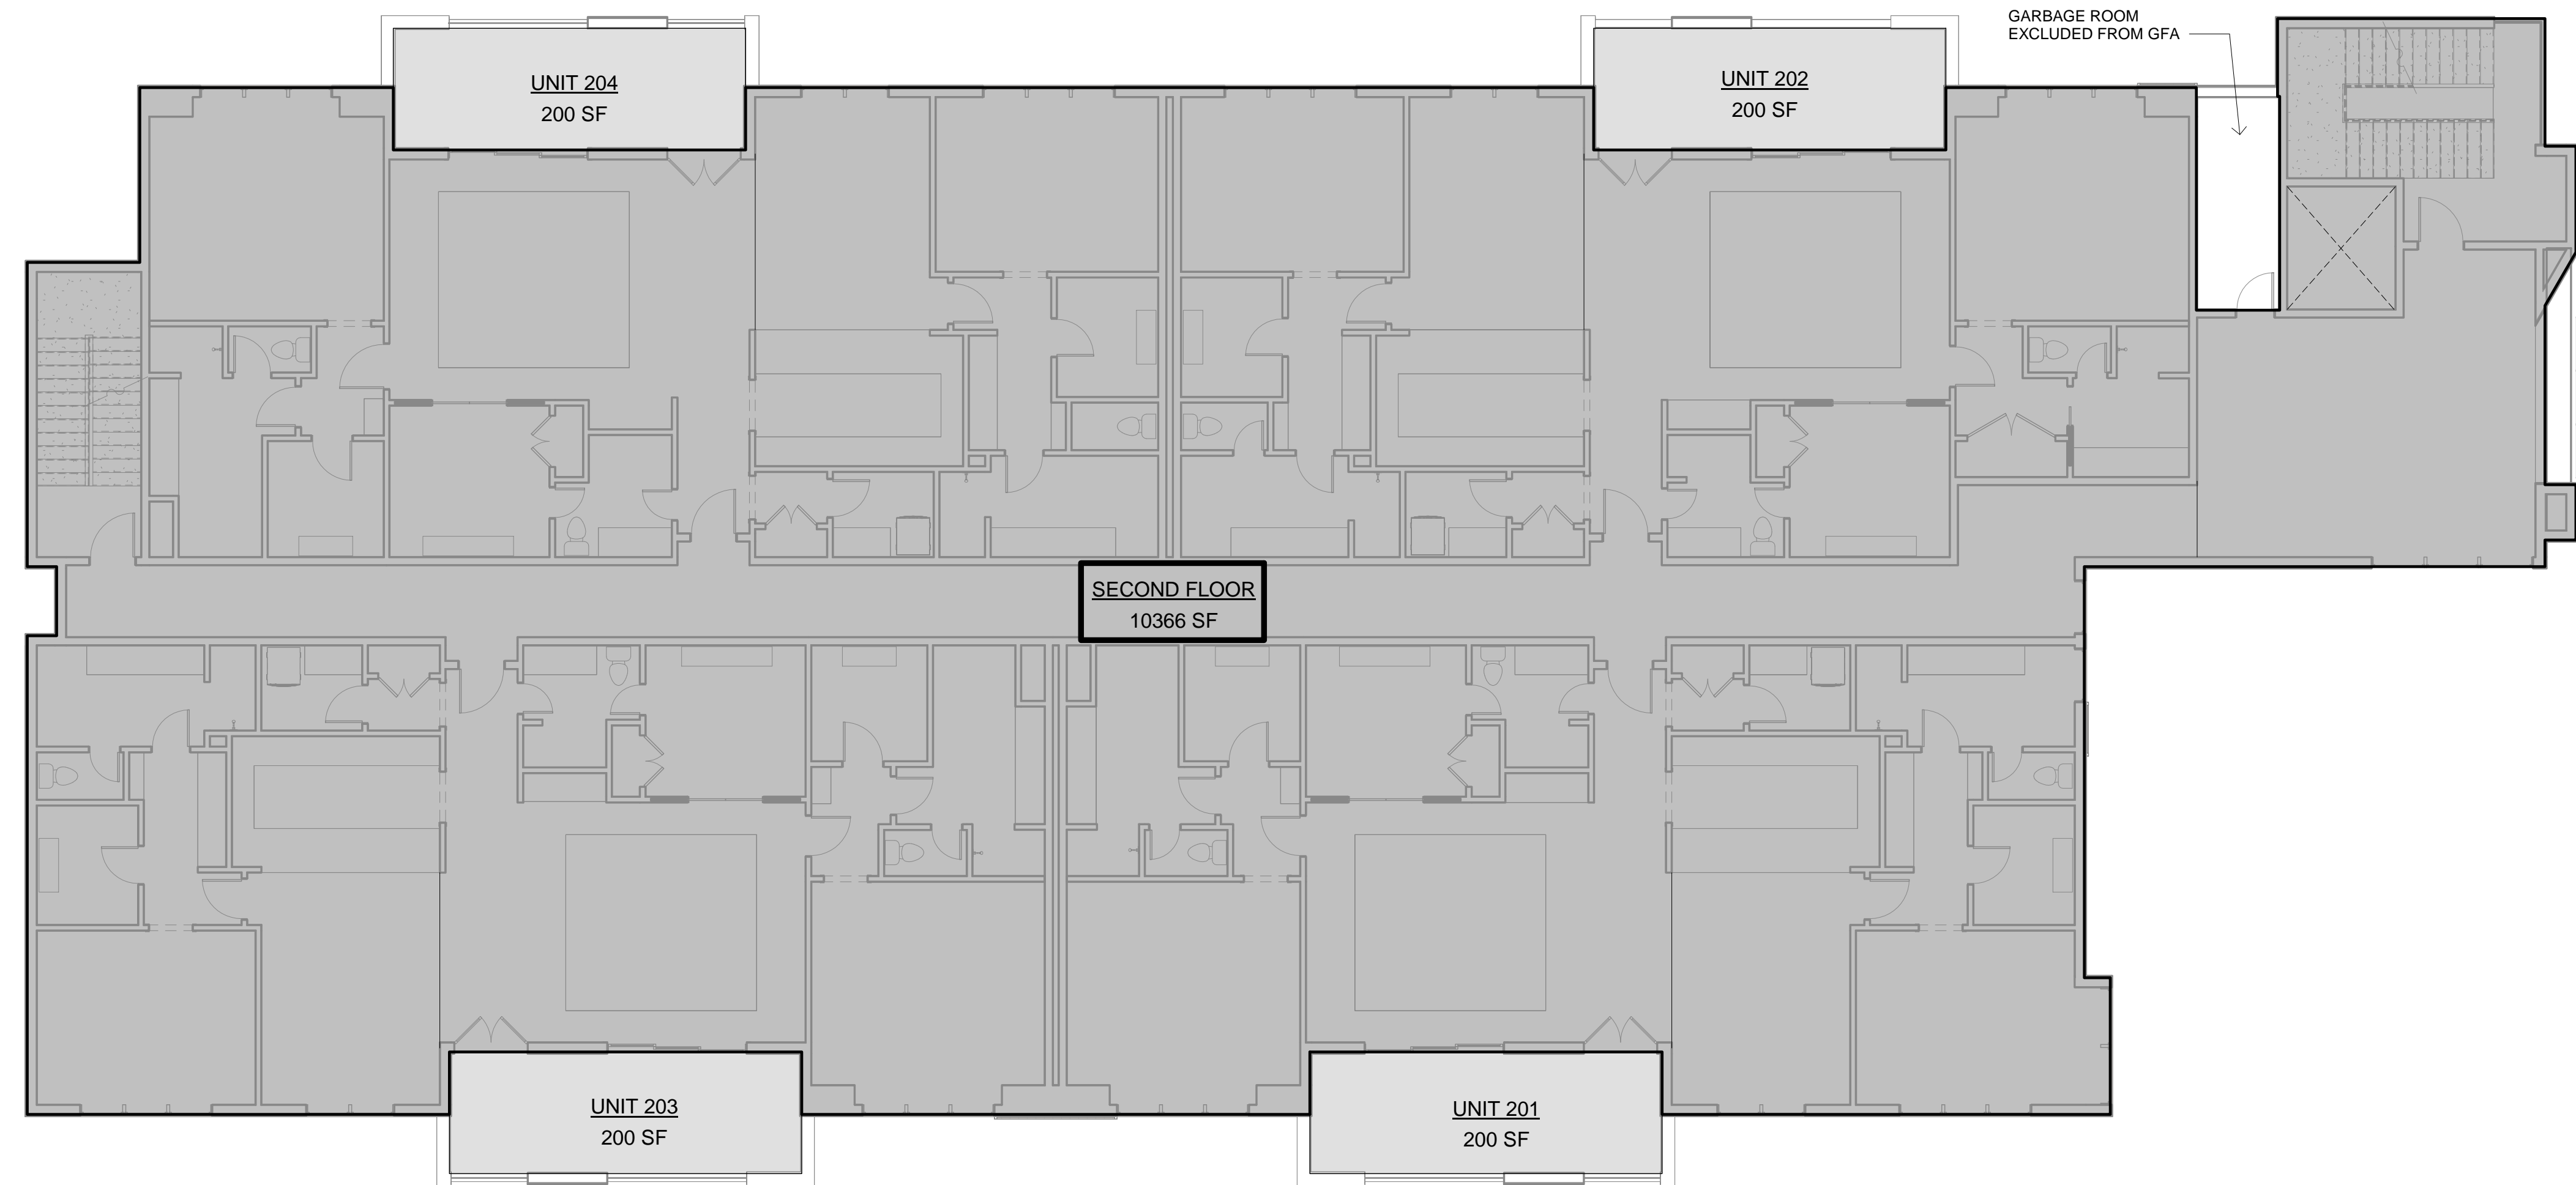 GARBAGE ROOM
EXCLUDED FROM GFA
UNIT 204
200 SF
UNIT 202
200 SF
SECOND FLOOR
10366 SF
UNIT 203
200 SF
UNIT 201
200 SF